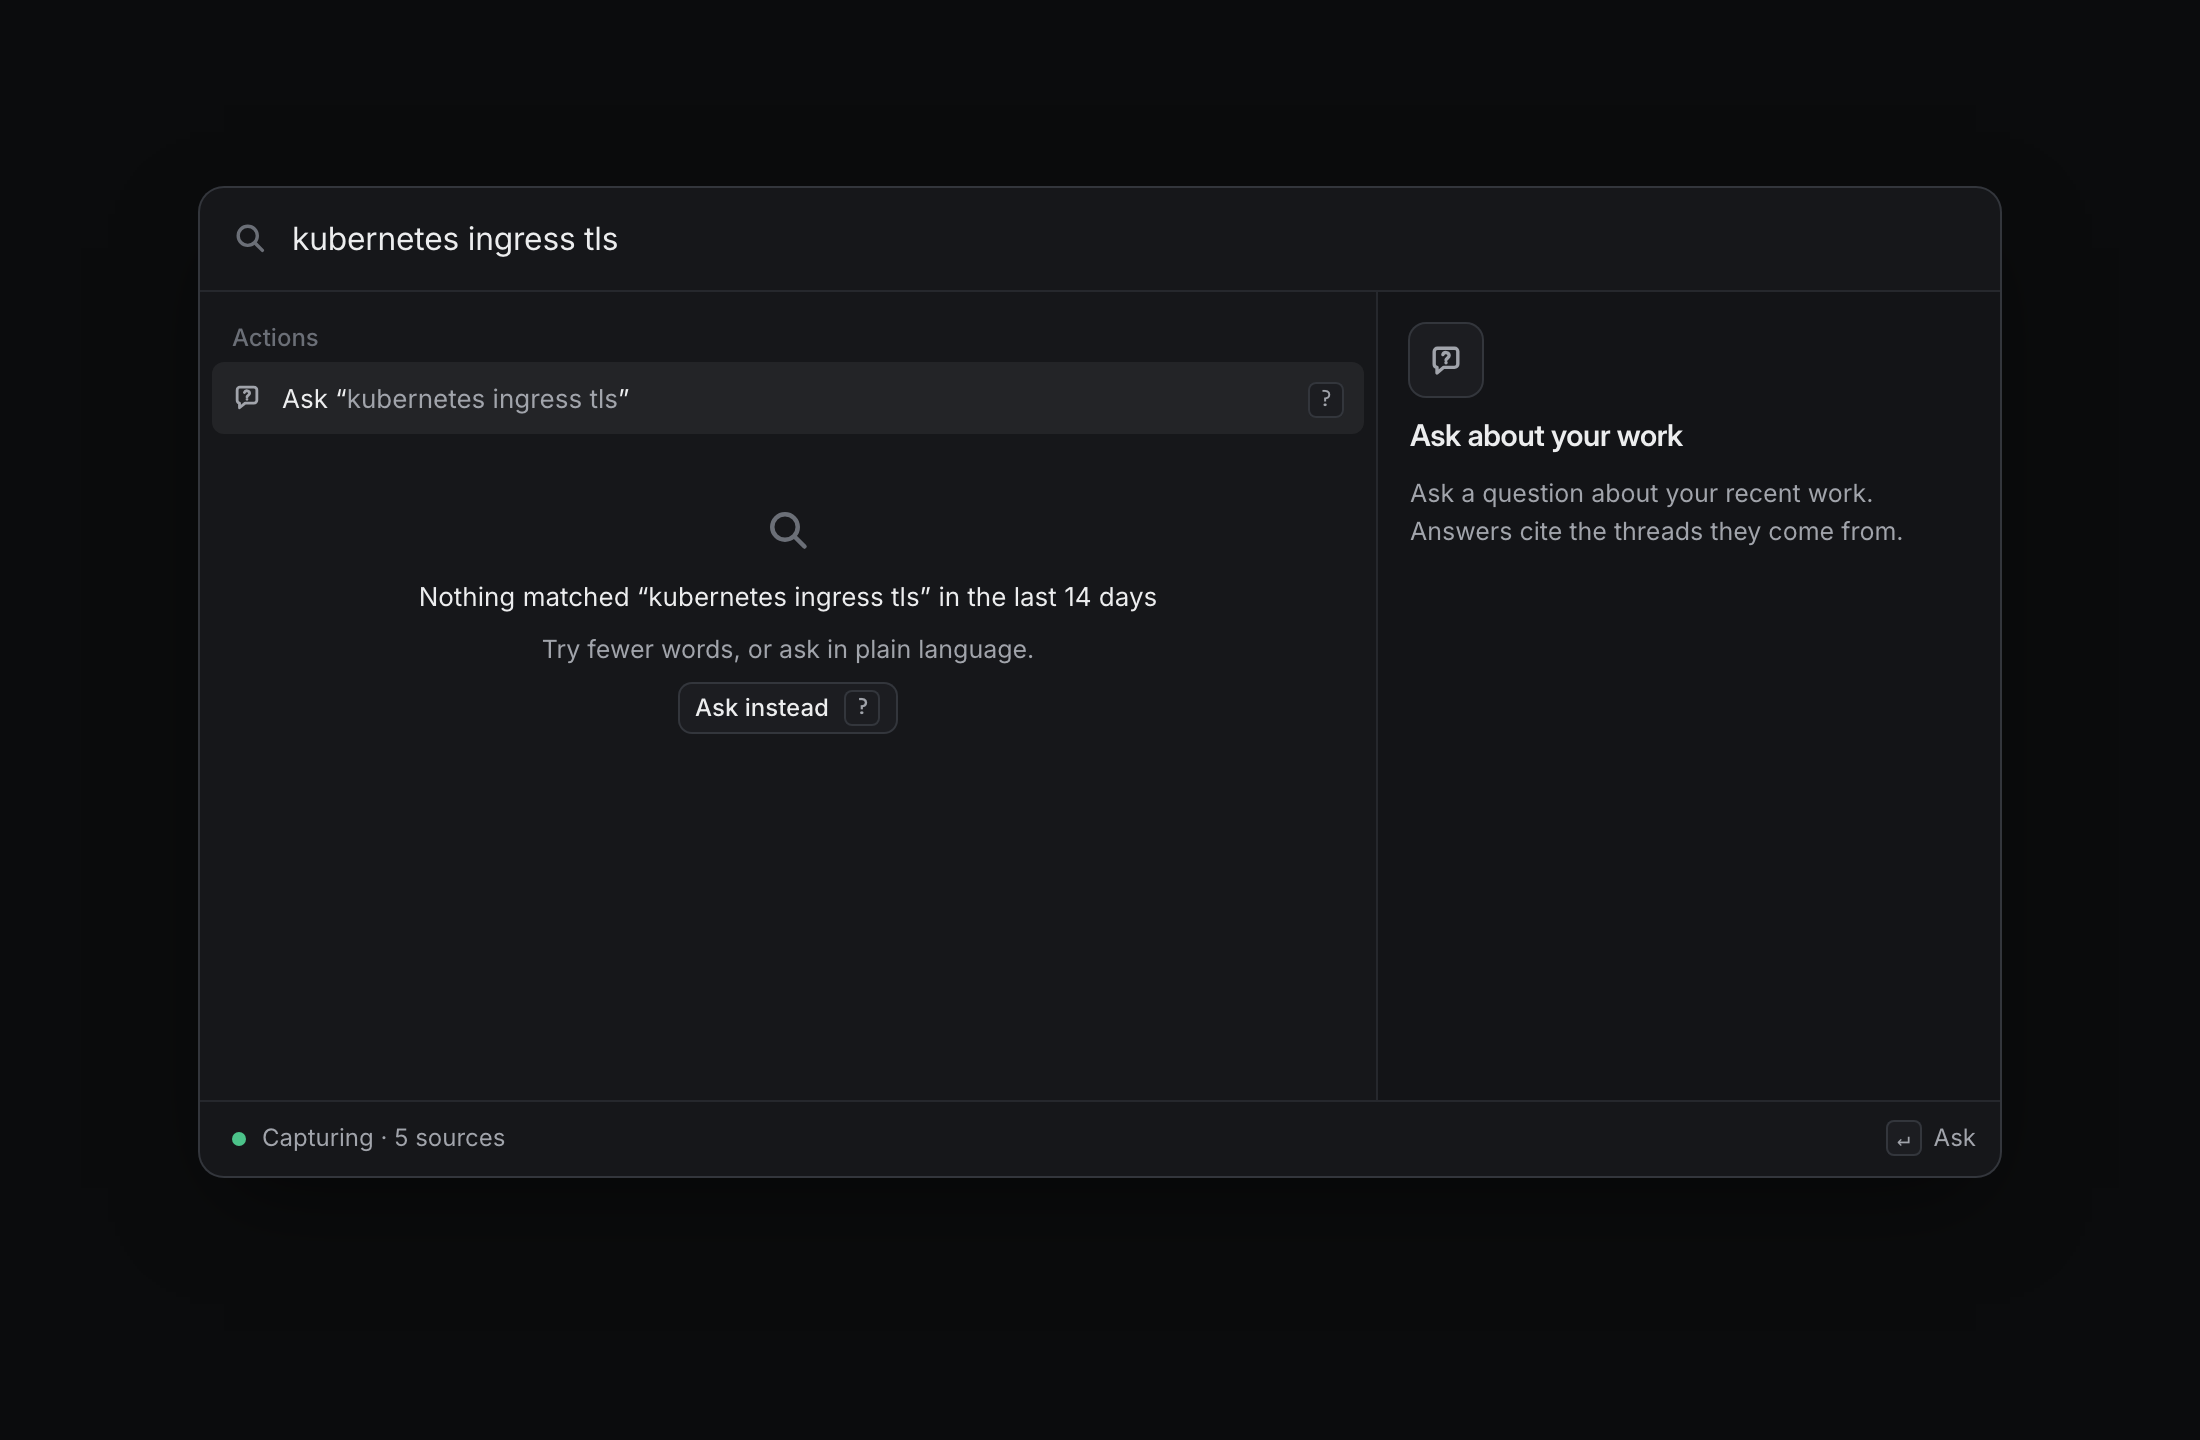 kubernetes ingress tls
Actions
Ask “kubernetes ingress tls” ?
Nothing matched “kubernetes ingress tls” in the last 14 days
Try fewer words, or ask in plain language.
Ask instead ?
Ask about your work
Ask a question about your recent work.
Answers cite the threads they come from.
Capturing · 5 sources
↵ Ask